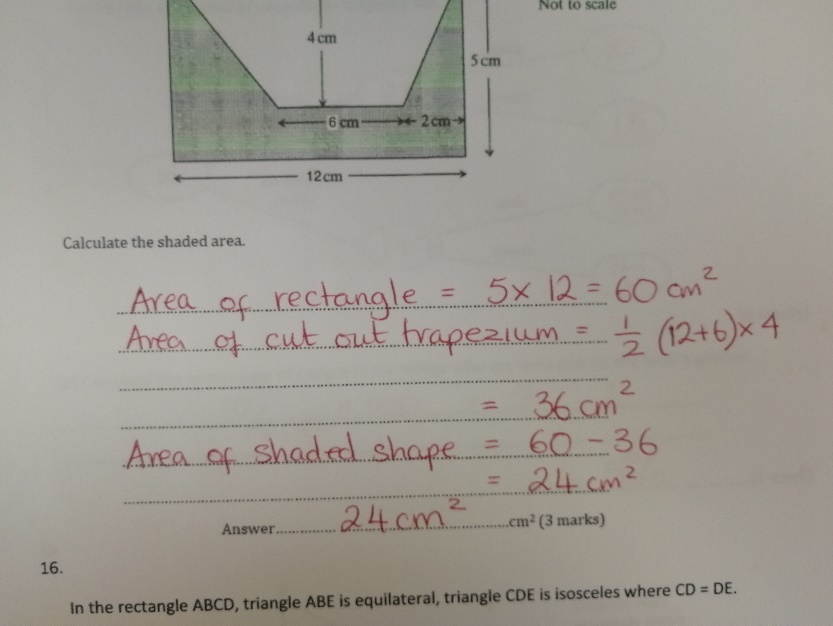 Not to scale
4 cm
5 cm
6 cm
2 cm
12 cm
Calculate the shaded area.
Area of rectangle = 5 x 12 = 60 cm²
Area of cut out trapezium = 1/2 (12+6) x 4
= 36 cm²
Area of shaded shape = 60 - 36
= 24 cm²
Answer............ 24 cm² ............cm² (3 marks)
16.
In the rectangle ABCD, triangle ABE is equilateral, triangle CDE is isosceles where CD = DE.